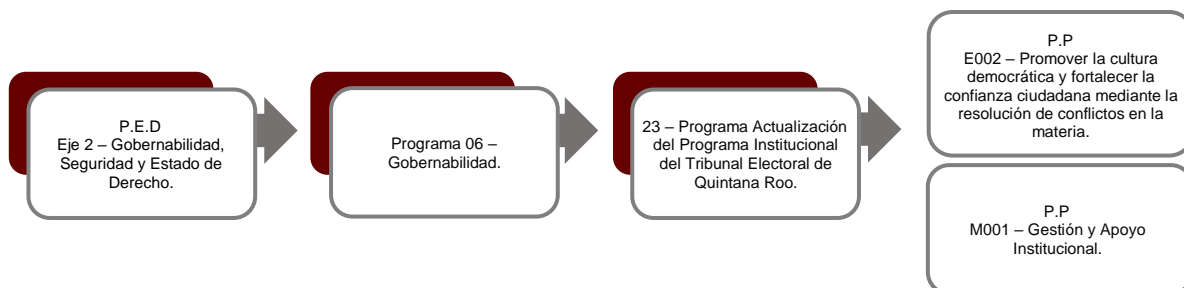 P.E.D
Eje 2 – Gobernabilidad,
Seguridad y Estado de
Derecho.
Programa 06 –
Gobernabilidad.
23 – Programa Actualización
del Programa Institucional
del Tribunal Electoral de
Quintana Roo.
P.P
E002 – Promover la cultura
democrática y fortalecer la
confianza ciudadana mediante la
resolución de conflictos en la
materia.
P.P
M001 – Gestión y Apoyo
Institucional.